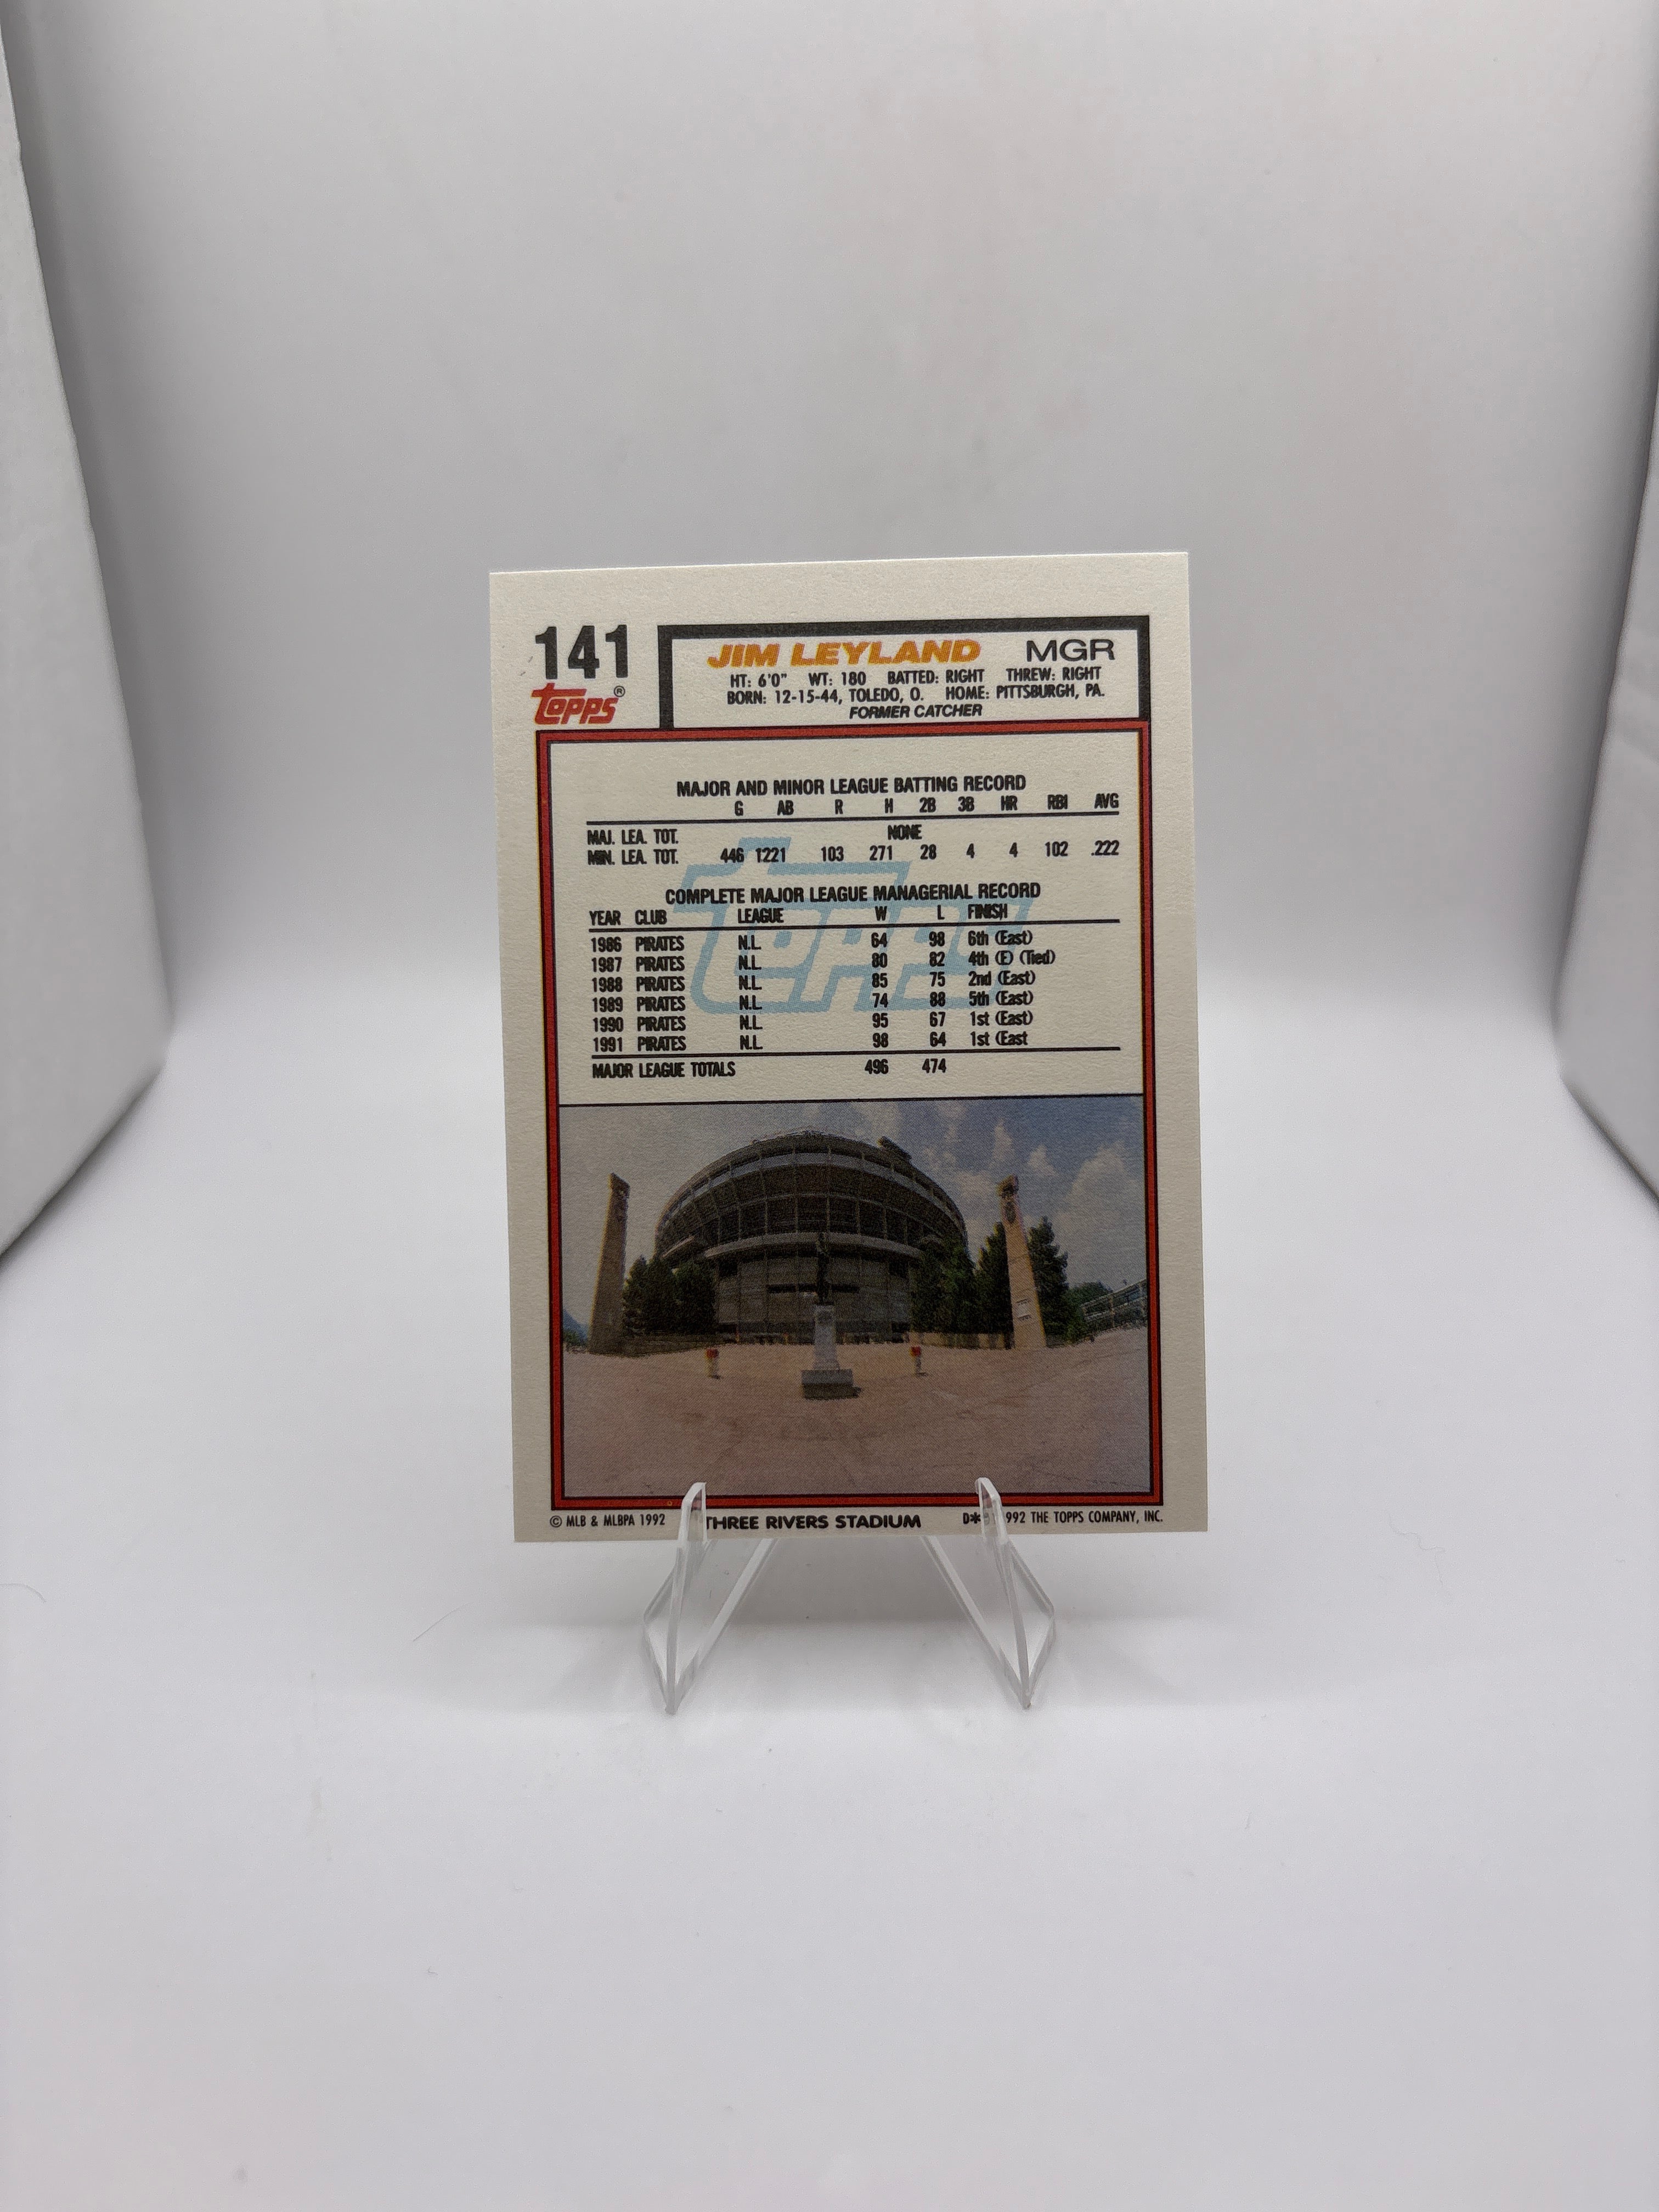 141
JIM LEYLAND MGR
topps®
HT: 6'0" WT: 180 BATTED: RIGHT THREW: RIGHT
BORN: 12-15-44, TOLEDO, O. HOME: PITTSBURGH, PA.
FORMER CATCHER
MAJOR AND MINOR LEAGUE BATTING RECORD
G AB R H 2B 3B HR RBI AVG
MAJ. LEA. TOT. NONE
MIN. LEA. TOT. 446 1221 103 271 28 4 4 102 .222
topps
COMPLETE MAJOR LEAGUE MANAGERIAL RECORD
YEAR CLUB LEAGUE W L FINISH
1986 PIRATES N.L. 64 98 6th (East)
1987 PIRATES N.L. 80 82 4th (E) (Tied)
1988 PIRATES N.L. 85 75 2nd (East)
1989 PIRATES N.L. 74 88 5th (East)
1990 PIRATES N.L. 95 67 1st (East)
1991 PIRATES N.L. 98 64 1st (East
MAJOR LEAGUE TOTALS 496 474
© MLB & MLBPA 1992 THREE RIVERS STADIUM D* 992 THE TOPPS COMPANY, INC.